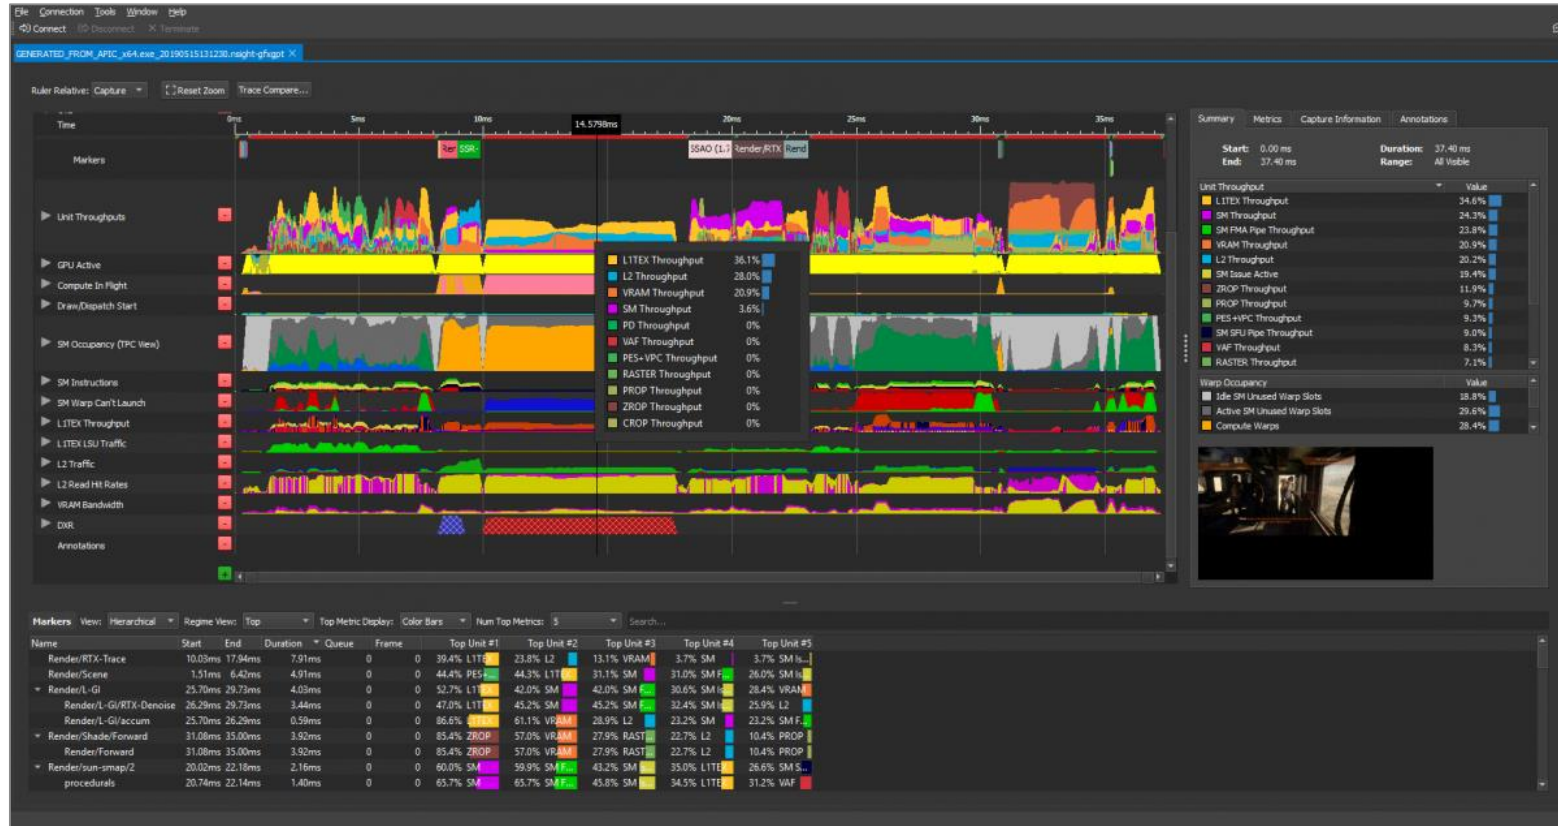 File Connection Tools Window Help
Connect Disconnect Terminate
GENERATED_FROM_APIC_x64.exe_20190515131230.nsight-gfxgpt
Ruler Relative: Capture Reset Zoom Trace Compare...
Time 0ms 5ms 10ms 14.5798ms 20ms 25ms 30ms 35ms
Markers Rer SSR- SSAO (1.7 Render/RTX Rend
Unit Throughputs
GPU Active
Compute In Flight
Draw/Dispatch Start
SM Occupancy (TPC View)
SM Instructions
SM Warp Can't Launch
L1TEX Throughput
L1TEX LSU Traffic
L2 Traffic
L2 Read Hit Rates
VRAM Bandwidth
DXR
Annotations
L1TEX Throughput 36.1%
L2 Throughput 28.0%
VRAM Throughput 20.9%
SM Throughput 3.6%
PD Throughput 0%
VAF Throughput 0%
PES+VPC Throughput 0%
RASTER Throughput 0%
PROP Throughput 0%
ZROP Throughput 0%
CROP Throughput 0%
Summary Metrics Capture Information Annotations
Start: 0.00 ms Duration: 37.40 ms
End: 37.40 ms Range: All Visible
Unit Throughput Value
L1TEX Throughput 34.6%
SM Throughput 24.3%
SM FMA Pipe Throughput 23.8%
VRAM Throughput 20.9%
L2 Throughput 20.2%
SM Issue Active 19.4%
ZROP Throughput 11.9%
PROP Throughput 9.7%
PES+VPC Throughput 9.3%
SM SFU Pipe Throughput 9.0%
VAF Throughput 8.3%
RASTER Throughput 7.1%
Warp Occupancy Value
Idle SM Unused Warp Slots 18.8%
Active SM Unused Warp Slots 29.6%
Compute Warps 28.4%
Markers View: Hierarchical Regime View: Top Top Metric Display: Color Bars Num Top Metrics: 5 Search...
Name Start End Duration Queue Frame Top Unit #1 Top Unit #2 Top Unit #3 Top Unit #4 Top Unit #5
Render/RTX-Trace 10.03ms 17.94ms 7.91ms 0 0 39.4% L1TEX 23.8% L2 13.1% VRAM 3.7% SM 3.7% SM Is...
Render/Scene 1.51ms 6.42ms 4.91ms 0 0 44.4% PES+... 44.3% L1TEX 31.1% SM 31.0% SM F... 26.0% SM Is...
Render/L-GI 25.70ms 29.73ms 4.03ms 0 0 52.7% L1TEX 42.0% SM 42.0% SM F... 30.6% SM Is... 28.4% VRAM
Render/L-GI/RTX-Denoise 26.29ms 29.73ms 3.44ms 0 0 47.0% L1TEX 45.2% SM 45.2% SM F... 32.4% SM Is... 25.9% L2
Render/L-GI/accum 25.70ms 26.29ms 0.59ms 0 0 86.6% L1TEX 61.1% VRAM 28.9% L2 23.2% SM 23.2% SM F...
Render/Shade/Forward 31.08ms 35.00ms 3.92ms 0 0 85.4% ZROP 57.0% VRAM 27.9% RAST... 22.7% L2 10.4% PROP
Render/Forward 31.08ms 35.00ms 3.92ms 0 0 85.4% ZROP 57.0% VRAM 27.9% RAST... 22.7% L2 10.4% PROP
Render/sun-smap/2 20.02ms 22.18ms 2.16ms 0 0 60.0% SM 59.9% SM F... 43.2% SM Is... 35.0% L1TEX 26.6% SM S...
procedurals 20.74ms 22.14ms 1.40ms 0 0 65.7% SM 65.7% SM F... 45.8% SM Is... 34.5% L1TEX 31.2% VAF